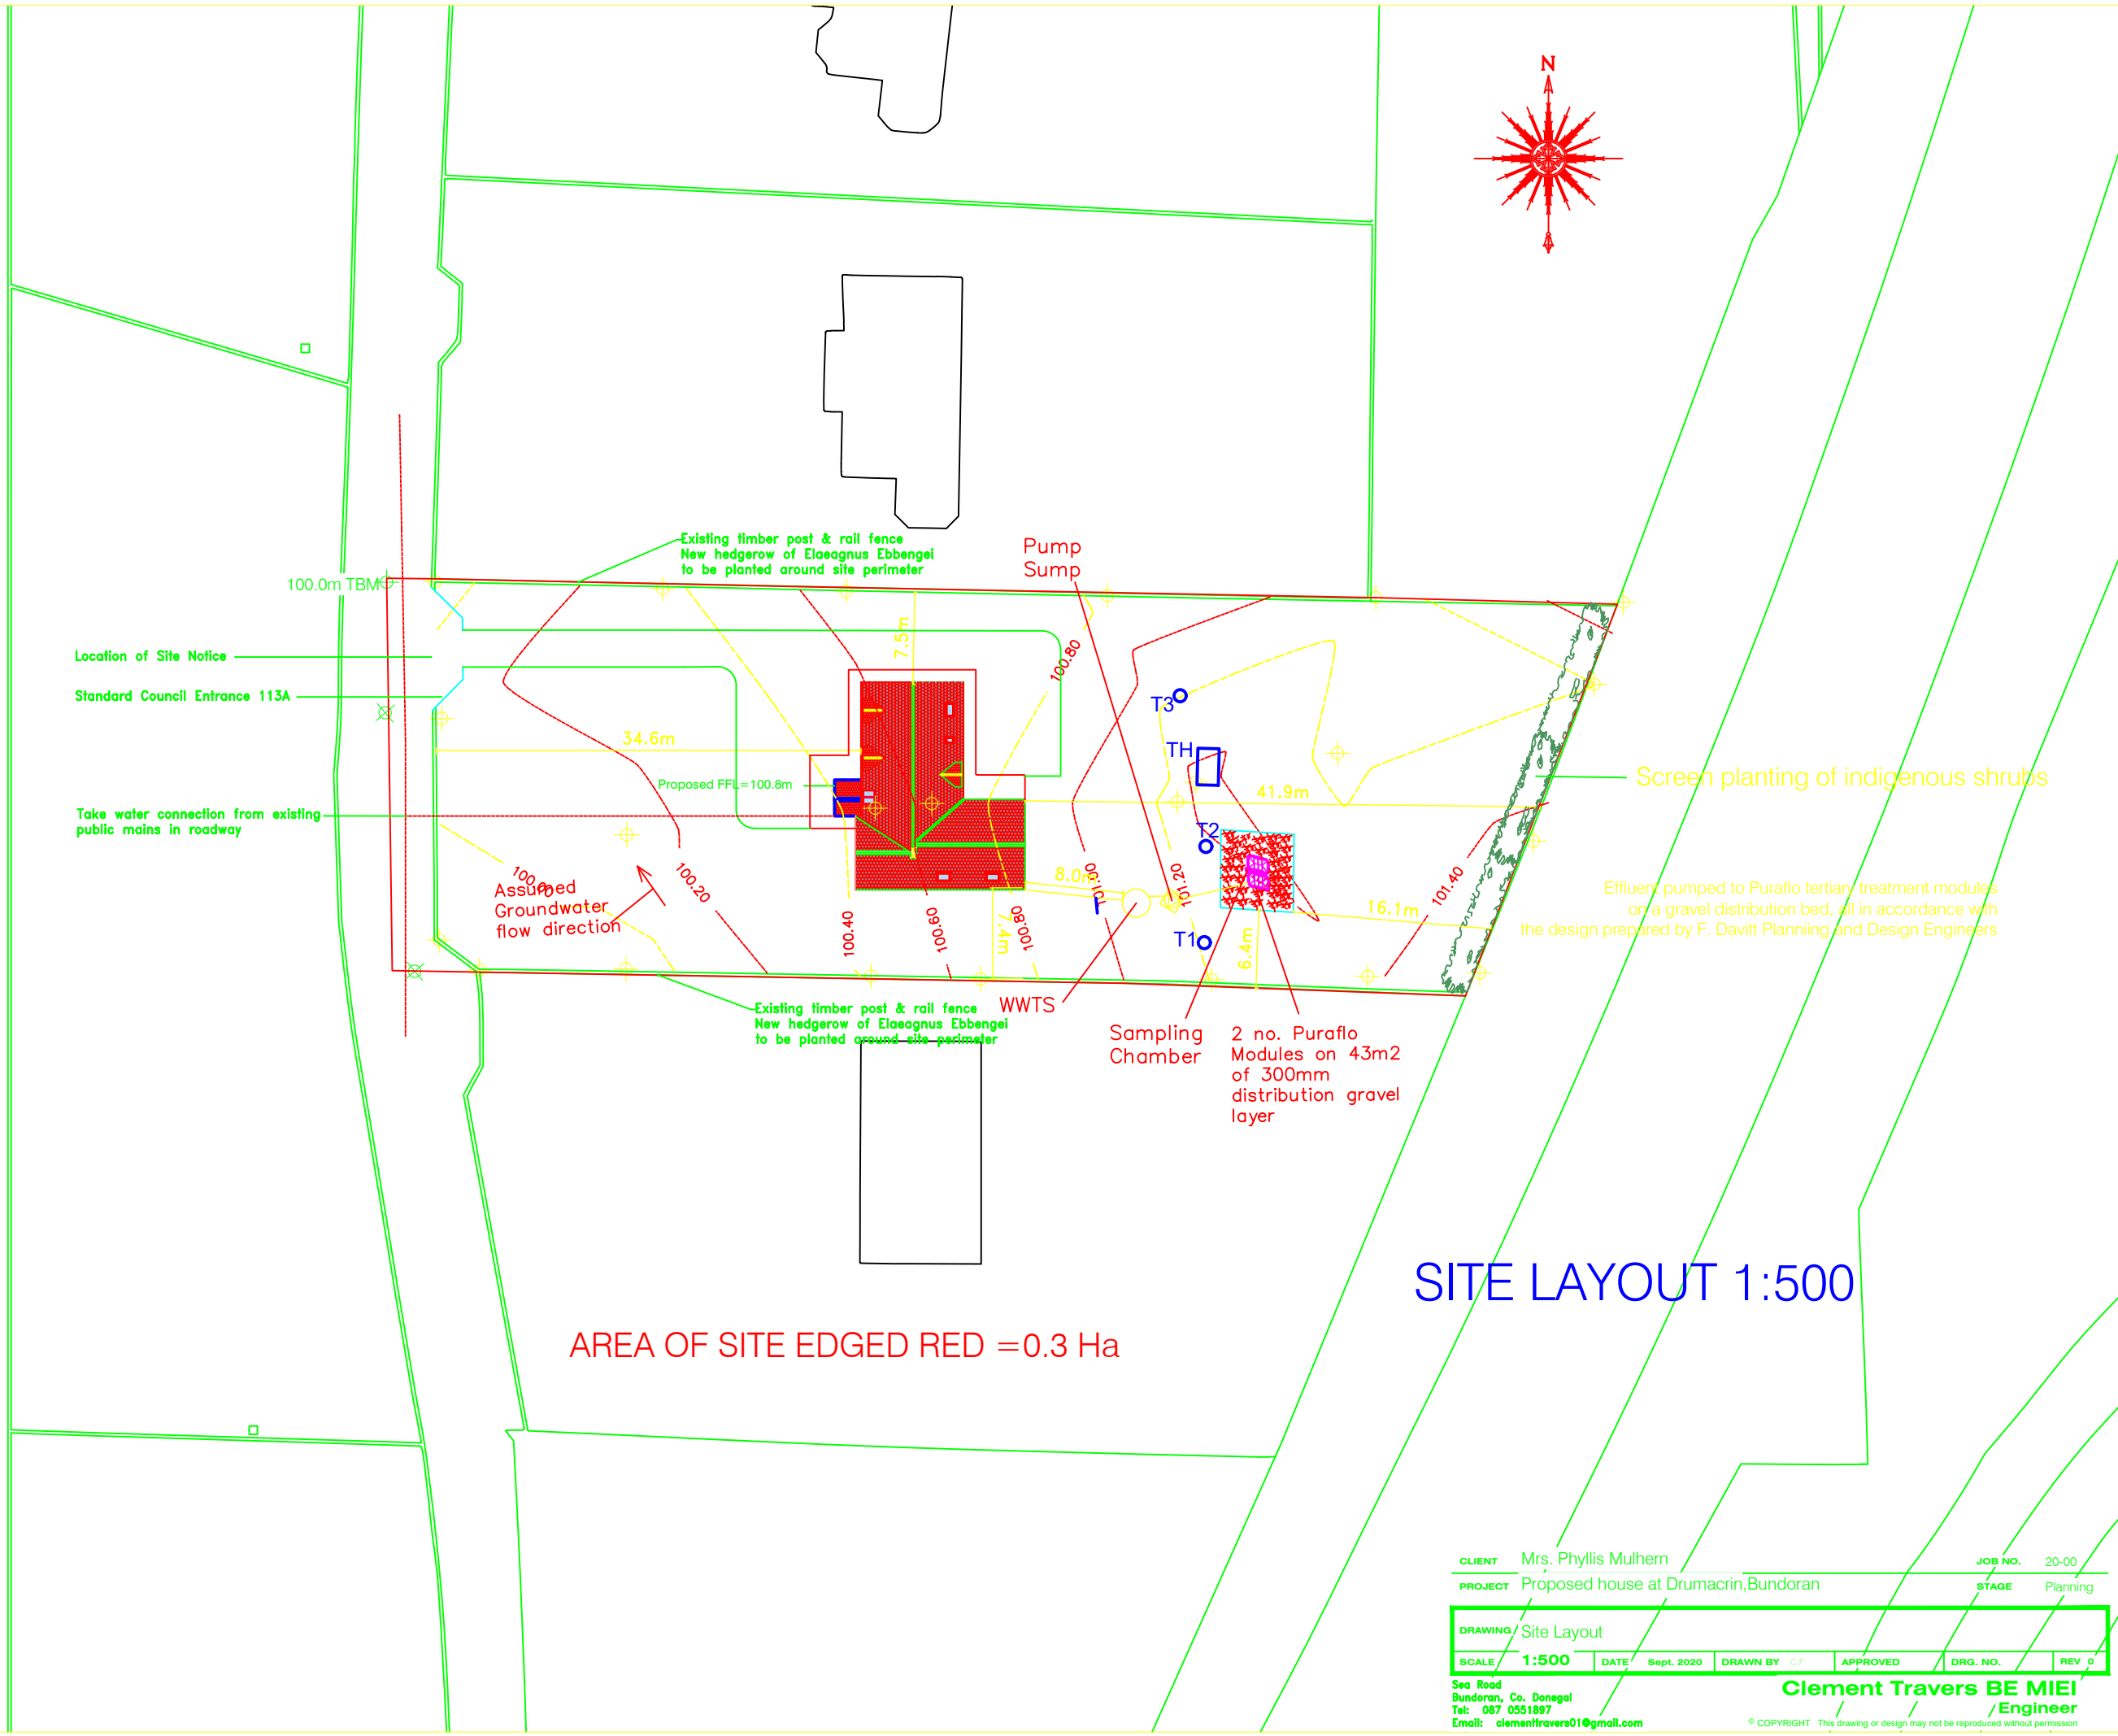 N
Existing timber post & rail fence
New hedgerow of Elaeagnus Ebbengei
to be planted around site perimeter
Pump
Sump
100.0m TBM
7.5m
100.80
Location of Site Notice
Standard Council Entrance 113A
T3
TH
34.6m
Proposed FFL=100.8m
41.9m
Screen planting of indigenous shrubs
Take water connection from existing
public mains in roadway
T2
100.00
100.20
Assumed
Groundwater
flow direction
8.0m
101.00
101.20
101.40
16.1m
Effluent pumped to Puraflo tertiary treatment modules
on a gravel distribution bed, all in accordance with
the design prepared by F. Davitt Planniing and Design Engineers
100.40
100.60
100.80
7.4m
T1
6.4m
Existing timber post & rail fence
New hedgerow of Elaeagnus Ebbengei
to be planted around site perimeter
WWTS
Sampling
Chamber
2 no. Puraflo
Modules on 43m2
of 300mm
distribution gravel
layer
SITE LAYOUT 1:500
AREA OF SITE EDGED RED =0.3 Ha
CLIENT Mrs. Phyllis Mulhern JOB NO. 20-00
PROJECT Proposed house at Drumacrin,Bundoran STAGE Planning
DRAWING Site Layout
SCALE 1:500 DATE Sept. 2020 DRAWN BY CT APPROVED DRG. NO. REV 0
Sea Road
Bundoran, Co. Donegal
Tel: 087 0551897
Email: clementtravers01@gmail.com
Clement Travers BE MIEI
Engineer
© COPYRIGHT This drawing or design may not be reproduced without permission